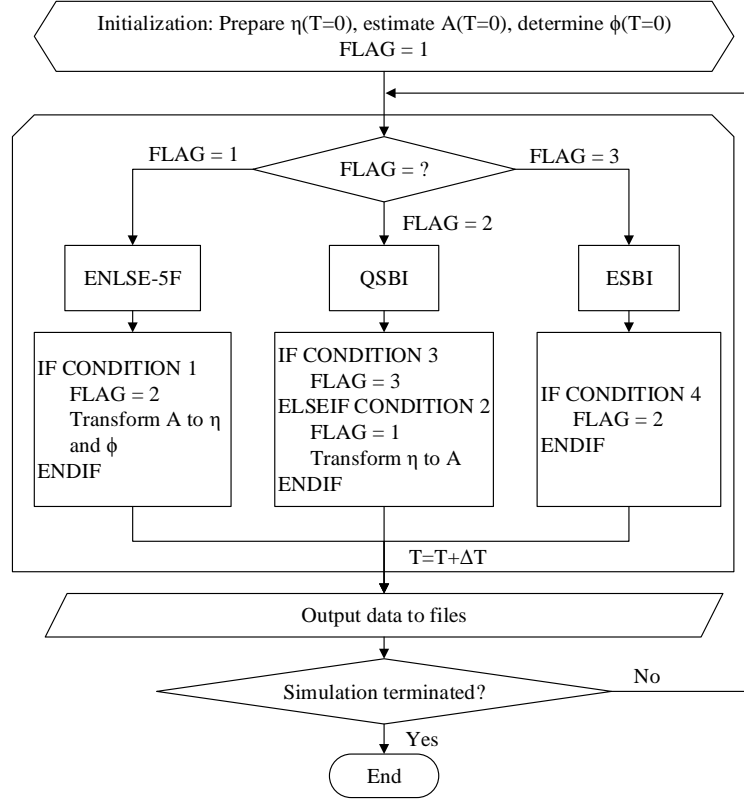 Initialization: Prepare η(T=0), estimate A(T=0), determine ϕ(T=0)
FLAG = 1
FLAG = 1
FLAG = ?
FLAG = 3
FLAG = 2
ENLSE-5F
QSBI
ESBI
IF CONDITION 1
FLAG = 2
Transform A to η
and ϕ
ENDIF
IF CONDITION 3
FLAG = 3
ELSEIF CONDITION 2
FLAG = 1
Transform η to A
ENDIF
IF CONDITION 4
FLAG = 2
ENDIF
T=T+ΔT
Output data to files
Simulation terminated?
No
Yes
End